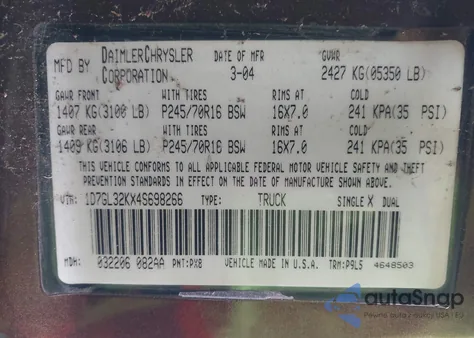 MFD BY DAIMLERCHRYSLER CORPORATION DATE OF MFR 3-04 GVWR 2427 KG(05350 LB)
GAWR FRONT WITH TIRES RIMS AT COLD
1407 KG(3100 LB) P245/70R16 BSW 16X7.0 241 KPA(35 PSI)
GAWR REAR WITH TIRES RIMS AT COLD
1409 KG(3106 LB) P245/70R16 BSW 16X7.0 241 KPA(35 PSI)
THIS VEHICLE CONFORMS TO ALL APPLICABLE FEDERAL MOTOR VEHICLE SAFETY AND THEFT
PREVENTION STANDARDS IN EFFECT ON THE DATE OF MANUFACTURE SHOWN ABOVE.
VIN: 1D7GL32KX4S698266 TYPE: TRUCK SINGLE X DUAL
MDH: 032206 082AA PNT:PX8 VEHICLE MADE IN U.S.A. TRM:P9L5 4648503
autoSnap